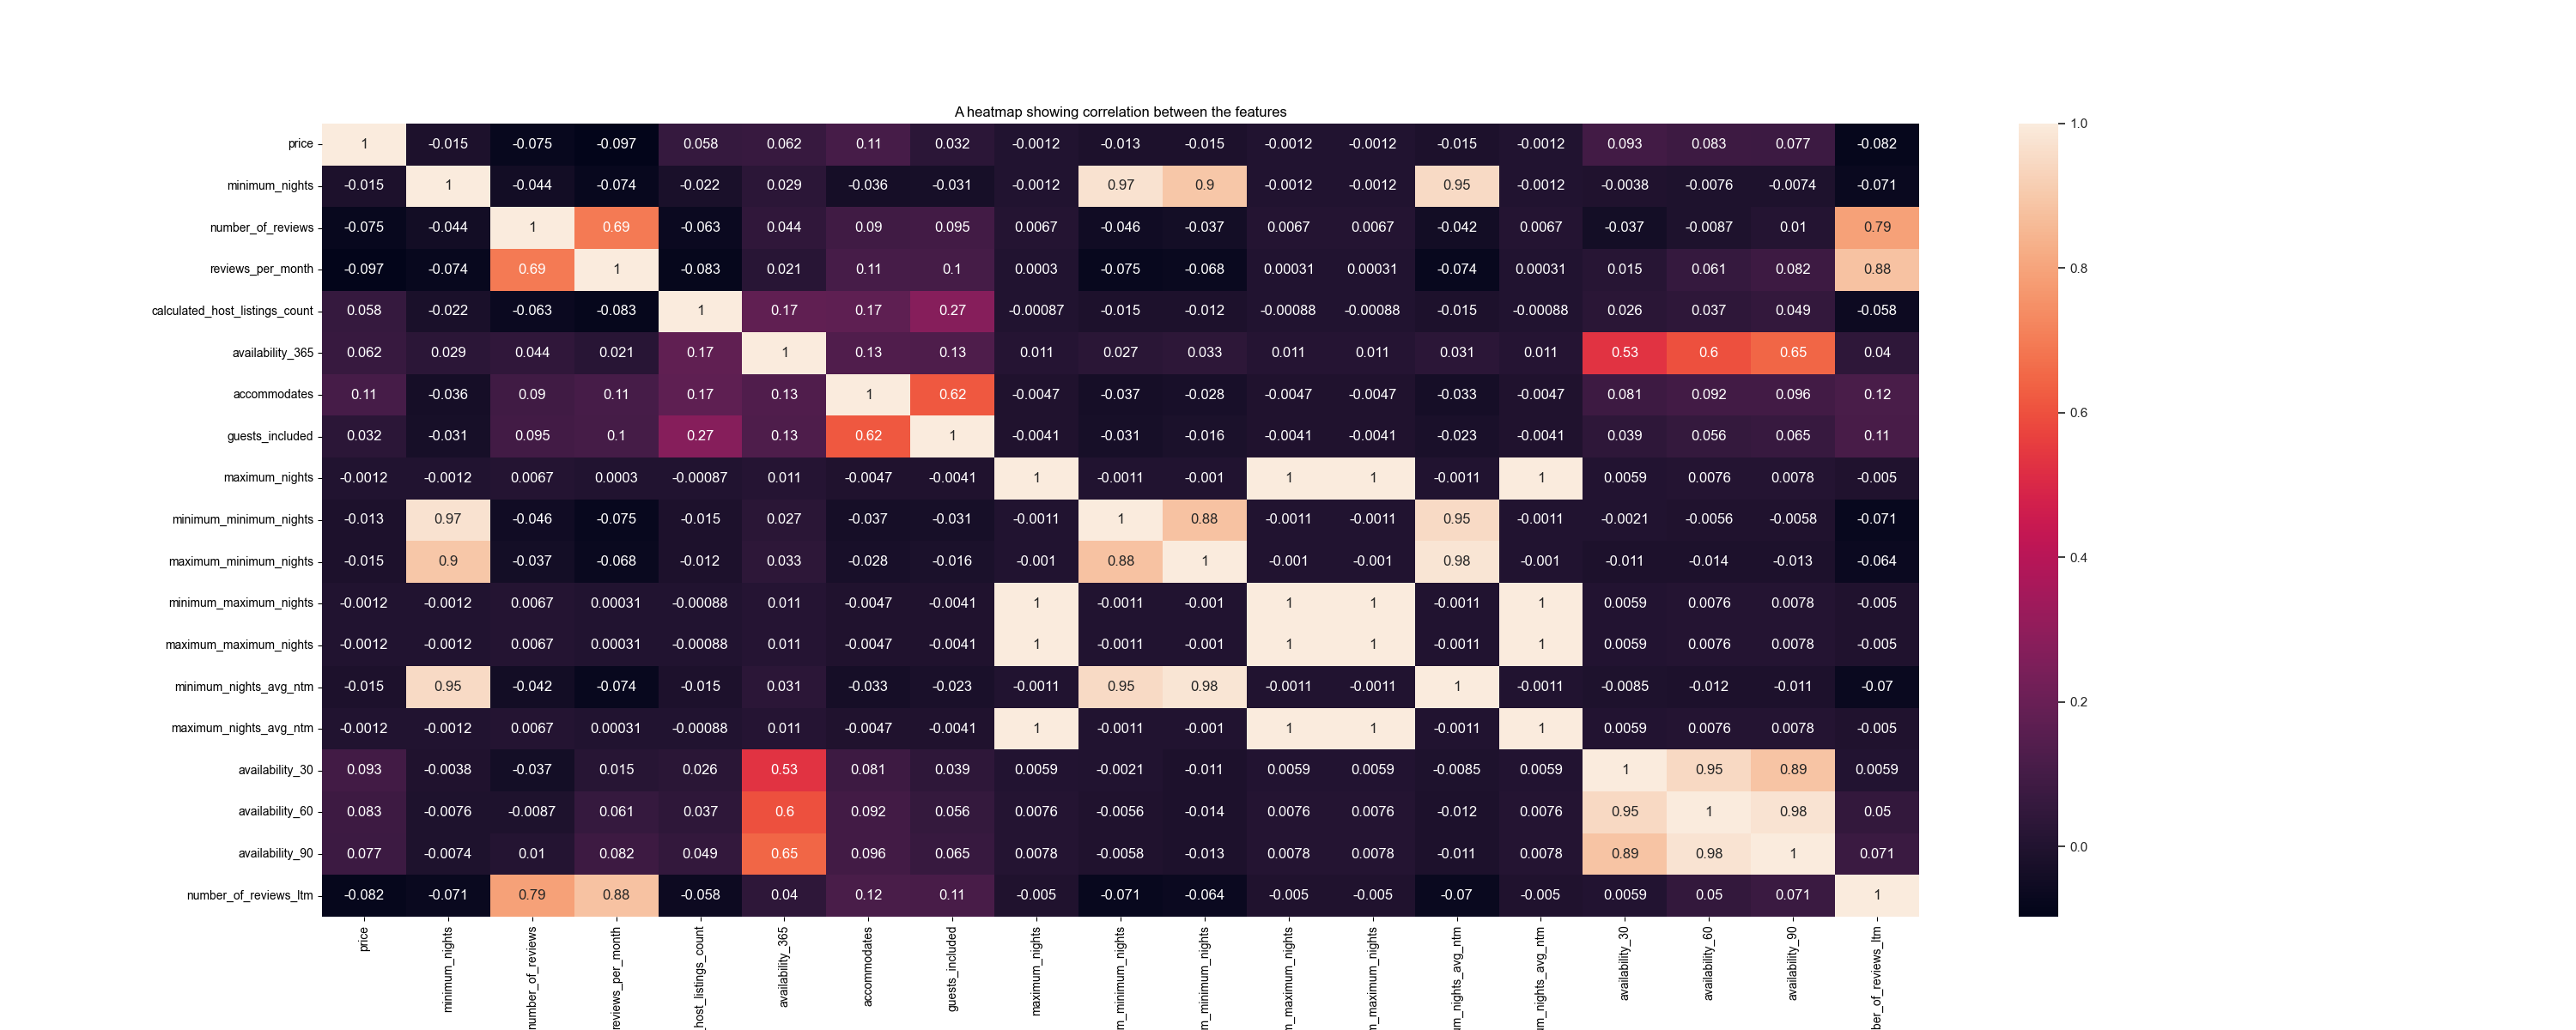 A heatmap showing correlation between the features
price 1 -0.015 -0.075 -0.097 0.058 0.062 0.11 0.032 -0.0012 -0.013 -0.015 -0.0012 -0.0012 -0.015 -0.0012 0.093 0.083 0.077 -0.082
minimum_nights -0.015 1 -0.044 -0.074 -0.022 0.029 -0.036 -0.031 -0.0012 0.97 0.9 -0.0012 -0.0012 0.95 -0.0012 -0.0038 -0.0076 -0.0074 -0.071
number_of_reviews -0.075 -0.044 1 0.69 -0.063 0.044 0.09 0.095 0.0067 -0.046 -0.037 0.0067 0.0067 -0.042 0.0067 -0.037 -0.0087 0.01 0.79
reviews_per_month -0.097 -0.074 0.69 1 -0.083 0.021 0.11 0.1 0.0003 -0.075 -0.068 0.00031 0.00031 -0.074 0.00031 0.015 0.061 0.082 0.88
calculated_host_listings_count 0.058 -0.022 -0.063 -0.083 1 0.17 0.17 0.27 -0.00087 -0.015 -0.012 -0.00088 -0.00088 -0.015 -0.00088 0.026 0.037 0.049 -0.058
availability_365 0.062 0.029 0.044 0.021 0.17 1 0.13 0.13 0.011 0.027 0.033 0.011 0.011 0.031 0.011 0.53 0.6 0.65 0.04
accommodates 0.11 -0.036 0.09 0.11 0.17 0.13 1 0.62 -0.0047 -0.037 -0.028 -0.0047 -0.0047 -0.033 -0.0047 0.081 0.092 0.096 0.12
guests_included 0.032 -0.031 0.095 0.1 0.27 0.13 0.62 1 -0.0041 -0.031 -0.016 -0.0041 -0.0041 -0.023 -0.0041 0.039 0.056 0.065 0.11
maximum_nights -0.0012 -0.0012 0.0067 0.0003 -0.00087 0.011 -0.0047 -0.0041 1 -0.0011 -0.001 1 1 -0.0011 1 0.0059 0.0076 0.0078 -0.005
minimum_minimum_nights -0.013 0.97 -0.046 -0.075 -0.015 0.027 -0.037 -0.031 -0.0011 1 0.88 -0.0011 -0.0011 0.95 -0.0011 -0.0021 -0.0056 -0.0058 -0.071
maximum_minimum_nights -0.015 0.9 -0.037 -0.068 -0.012 0.033 -0.028 -0.016 -0.001 0.88 1 -0.001 -0.001 0.98 -0.001 -0.011 -0.014 -0.013 -0.064
minimum_maximum_nights -0.0012 -0.0012 0.0067 0.00031 -0.00088 0.011 -0.0047 -0.0041 1 -0.0011 -0.001 1 1 -0.0011 1 0.0059 0.0076 0.0078 -0.005
maximum_maximum_nights -0.0012 -0.0012 0.0067 0.00031 -0.00088 0.011 -0.0047 -0.0041 1 -0.0011 -0.001 1 1 -0.0011 1 0.0059 0.0076 0.0078 -0.005
minimum_nights_avg_ntm -0.015 0.95 -0.042 -0.074 -0.015 0.031 -0.033 -0.023 -0.0011 0.95 0.98 -0.0011 -0.0011 1 -0.0011 -0.0085 -0.012 -0.011 -0.07
maximum_nights_avg_ntm -0.0012 -0.0012 0.0067 0.00031 -0.00088 0.011 -0.0047 -0.0041 1 -0.0011 -0.001 1 1 -0.0011 1 0.0059 0.0076 0.0078 -0.005
availability_30 0.093 -0.0038 -0.037 0.015 0.026 0.53 0.081 0.039 0.0059 -0.0021 -0.011 0.0059 0.0059 -0.0085 0.0059 1 0.95 0.89 0.0059
availability_60 0.083 -0.0076 -0.0087 0.061 0.037 0.6 0.092 0.056 0.0076 -0.0056 -0.014 0.0076 0.0076 -0.012 0.0076 0.95 1 0.98 0.05
availability_90 0.077 -0.0074 0.01 0.082 0.049 0.65 0.096 0.065 0.0078 -0.0058 -0.013 0.0078 0.0078 -0.011 0.0078 0.89 0.98 1 0.071
number_of_reviews_ltm -0.082 -0.071 0.79 0.88 -0.058 0.04 0.12 0.11 -0.005 -0.071 -0.064 -0.005 -0.005 -0.07 -0.005 0.0059 0.05 0.071 1
price
minimum_nights
number_of_reviews
reviews_per_month
_host_listings_count
availability_365
accommodates
guests_included
maximum_nights
m_minimum_nights
m_minimum_nights
m_maximum_nights
m_maximum_nights
um_nights_avg_ntm
um_nights_avg_ntm
availability_30
availability_60
availability_90
ber_of_reviews_ltm
1.0
0.8
0.6
0.4
0.2
0.0